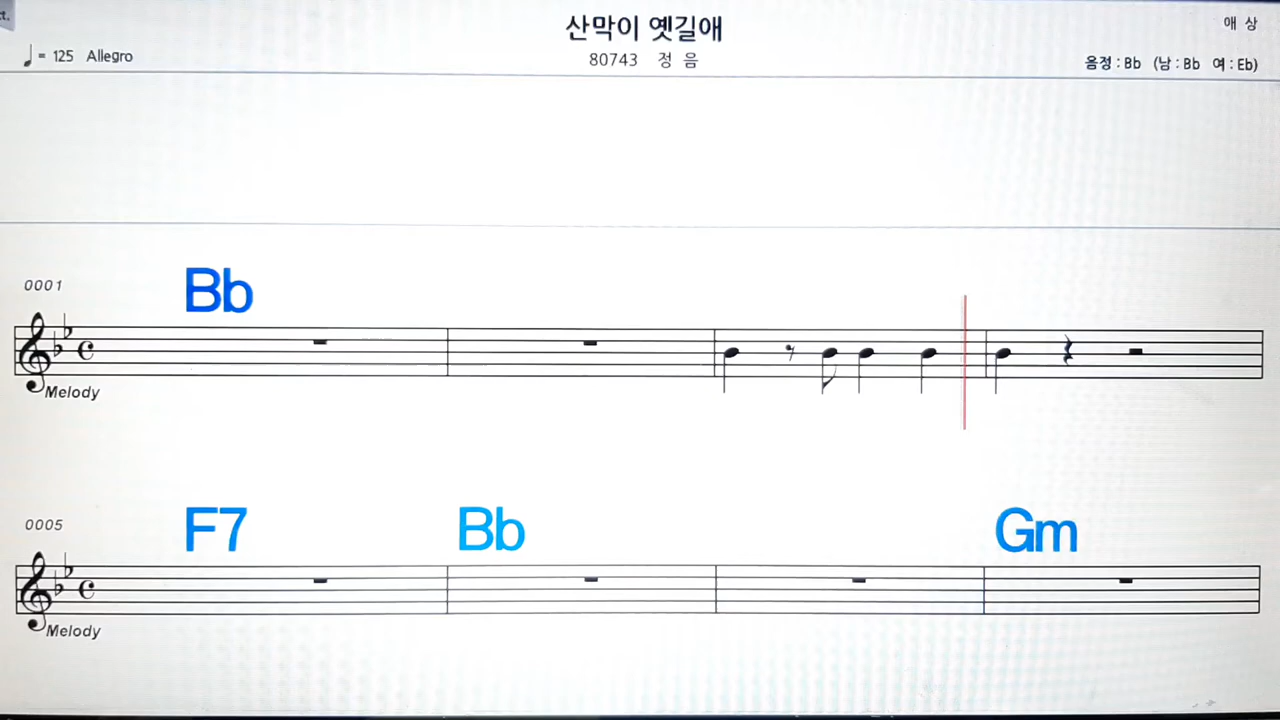 산막이 옛길애
애 상
♩= 125 Allegro
80743 정 음
음정 : Bb (남 : Bb 여 : Eb)
0001
Bb
Melody
0005
F7 Bb Gm
Melody